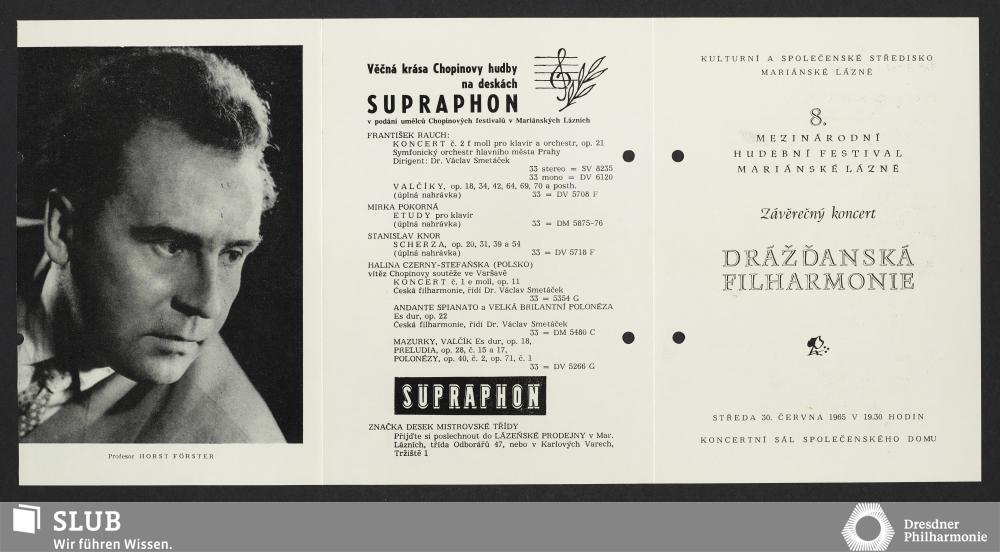 Profesor HORST FÖRSTER
Věčná krása Chopinovy hudby
na deskách
SUPRAPHON
v podání umělců Chopinových festivalů v Mariánských Lázních
FRANTIŠEK RAUCH:
KONCERT č. 2 f moll pro klavír a orchestr, op. 21
Symfonický orchestr hlavního města Prahy
Dirigent: Dr. Václav Smetáček
33 stereo = SV 8235
33 mono = DV 6120
VALČÍKY, op. 18, 34, 42, 64, 69, 70 a posth.
(úplná nahrávka) 33 = DV 5708 F
MIRKA POKORNÁ
ETUDY pro klavír
(úplná nahrávka) 33 = DM 5875-76
STANISLAV KNOR
SCHERZA, op. 20, 31, 39 a 54
(úplná nahrávka) 33 = DV 5718 F
HALINA CZERNY-STEFAŇSKA (POLSKO)
vítěz Chopinovy soutěže ve Varšavě
KONCERT č. 1 e moll, op. 11
Česká filharmonie, řídí Dr. Václav Smetáček
33 = 5354 G
ANDANTE SPIANATO a VELKÁ BRILANTNÍ POLONÉZA
Es dur, op. 22
Česká filharmonie, řídí Dr. Václav Smetáček
33 = DM 5480 C
MAZURKY, VALČÍK Es dur, op. 18,
PRELUDIA, op. 28, č. 15 a 17,
POLONÉZY, op. 40, č. 2, op. 71, č. 1
33 = DV 5266 G
SUPRAPHON
ZNAČKA DESEK MISTROVSKÉ TŘÍDY
Přijďte si poslechnout do LÁZEŇSKÉ PRODEJNY v Mar.
Lázních, třída Odborářů 47, nebo v Karlových Varech,
Tržiště 1
KULTURNÍ A SPOLEČENSKÉ STŘEDISKO
MARIÁNSKÉ LÁZNĚ
8.
MEZINÁRODNÍ
HUDEBNÍ FESTIVAL
MARIÁNSKÉ LÁZNĚ
Závěrečný koncert
DRÁŽĎANSKÁ
FILHARMONIE
STŘEDA 30. ČERVNA 1965 V 19.30 HODIN
KONCERTNÍ SÁL SPOLEČENSKÉHO DOMU
SLUB
Wir führen Wissen.
Dresdner
Philharmonie